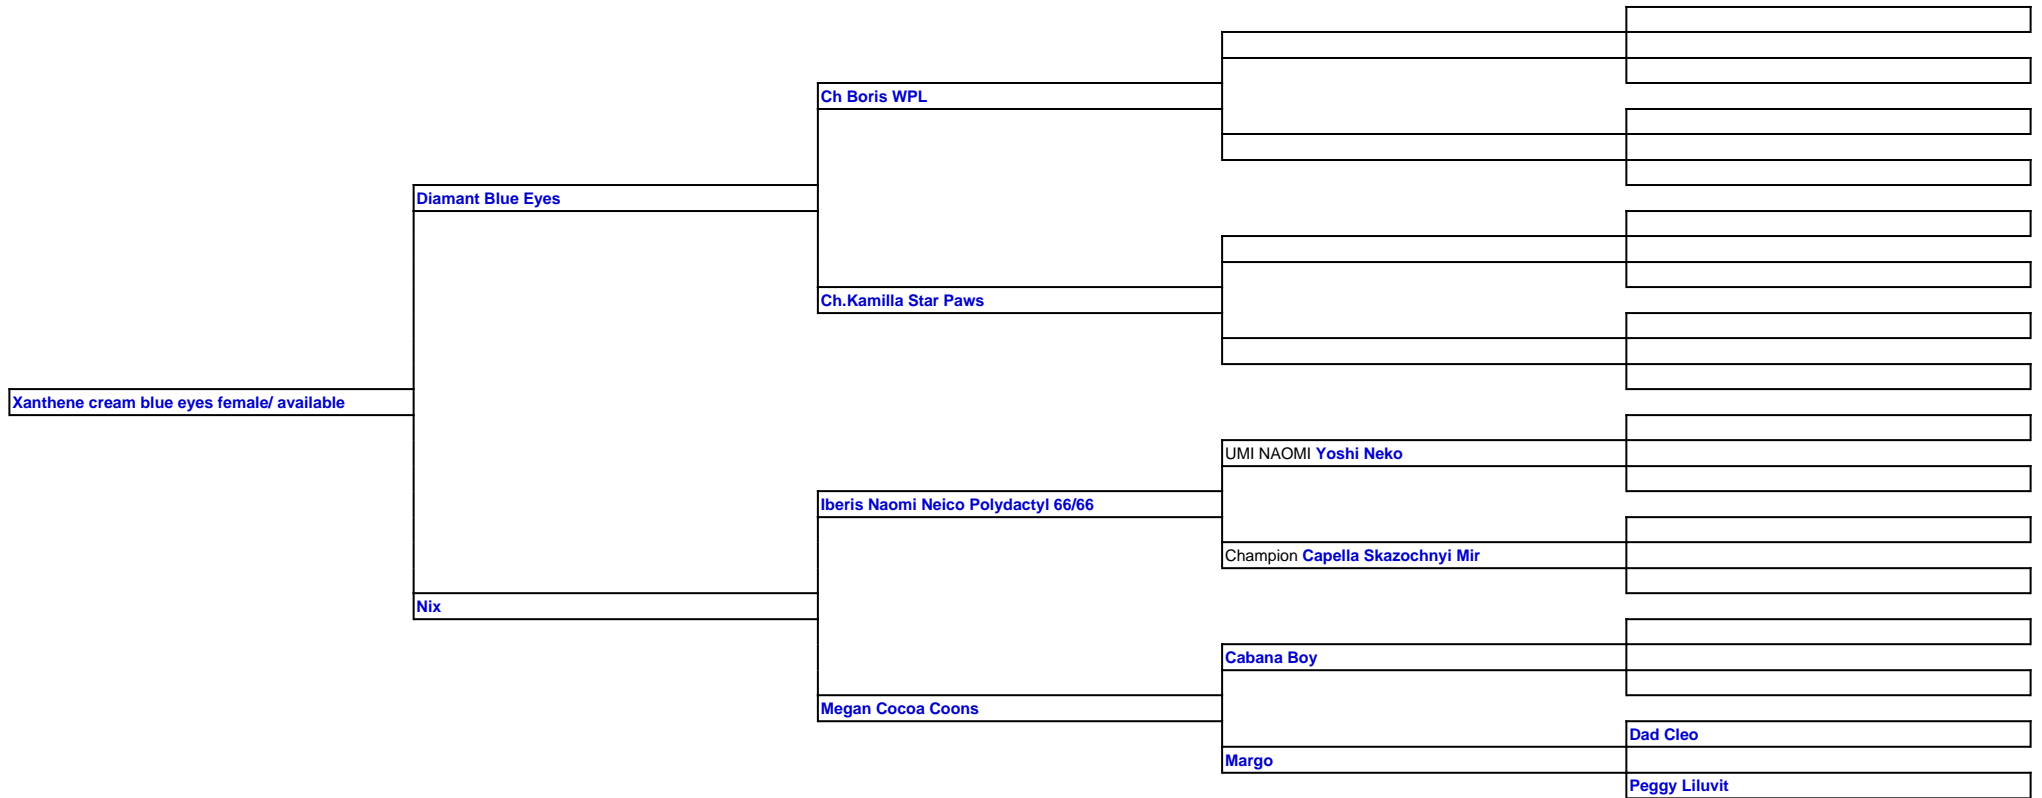 Ch Boris WPL
Diamant Blue Eyes
Ch.Kamilla Star Paws
Xanthene cream blue eyes female/ available
UMI NAOMI Yoshi Neko
Iberis Naomi Neico Polydactyl 66/66
Champion Capella Skazochnyi Mir
Nix
Cabana Boy
Megan Cocoa Coons
Dad Cleo
Margo
Peggy Liluvit